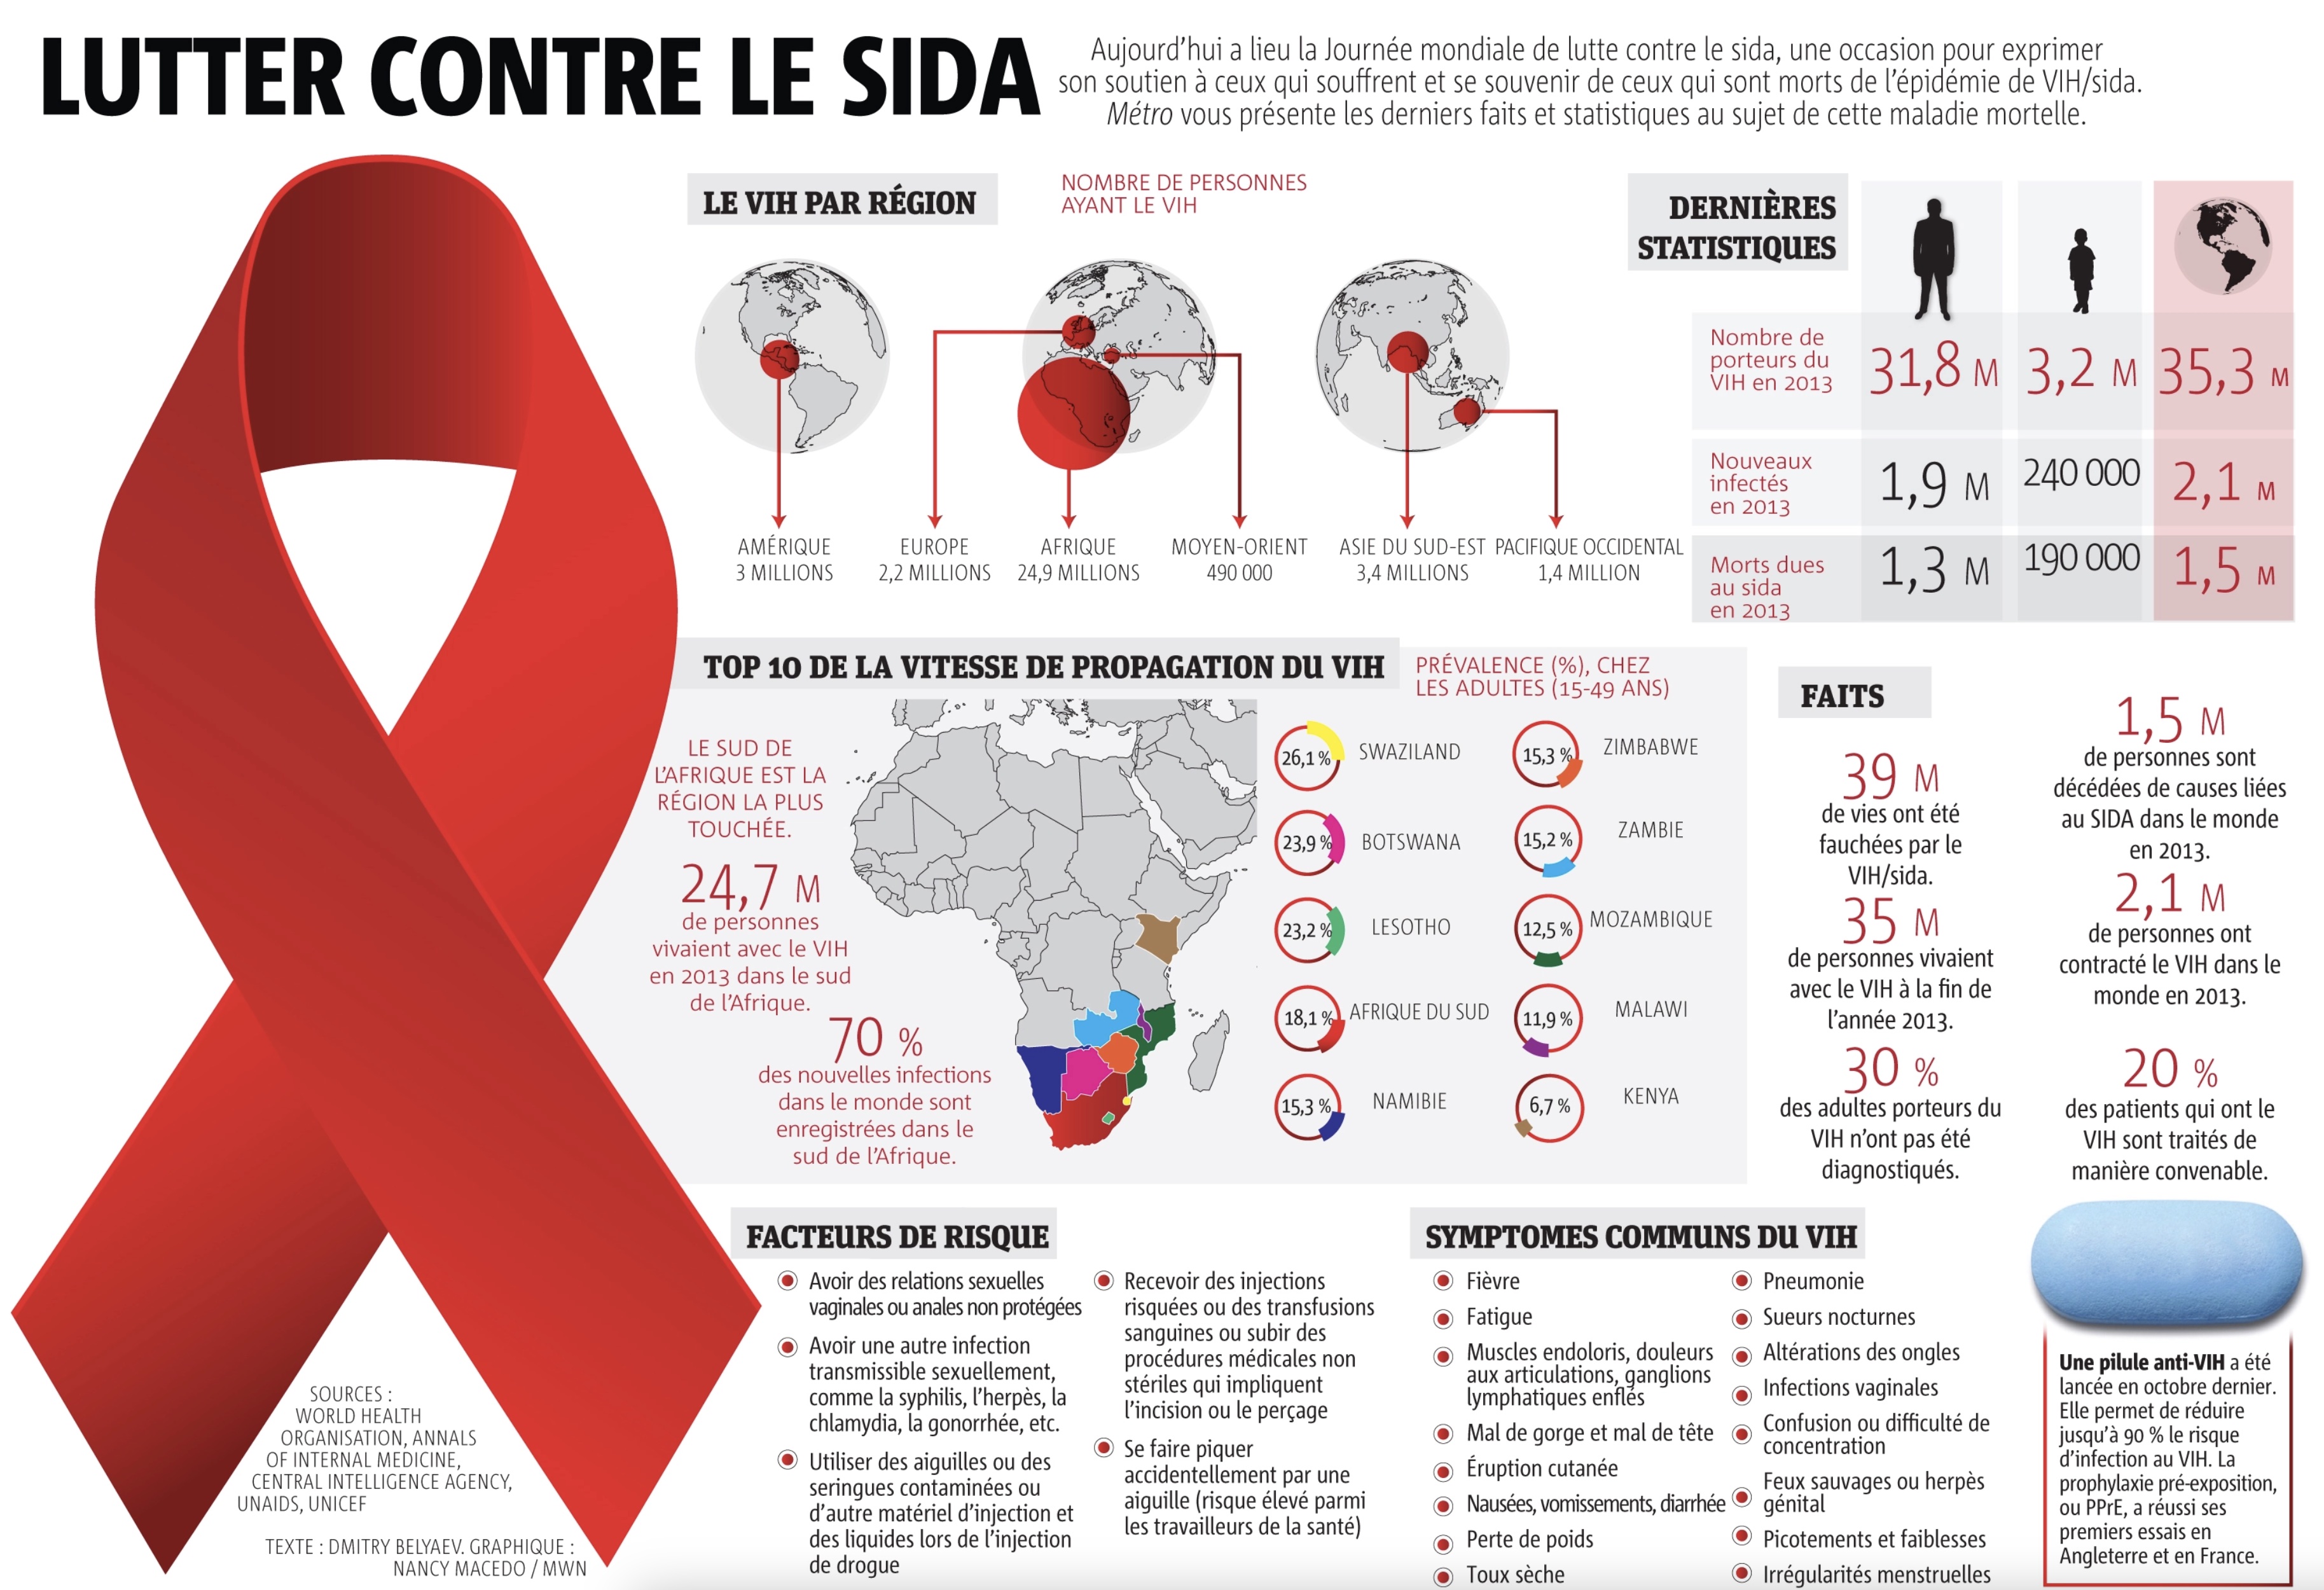 LUTTER CONTRE LE SIDA
Aujourd'hui a lieu la Journée mondiale de lutte contre le sida, une occasion pour exprimer
son soutien à ceux qui souffrent et se souvenir de ceux qui sont morts de l'épidémie de VIH/sida.
Métro vous présente les derniers faits et statistiques au sujet de cette maladie mortelle.
LE VIH PAR RÉGION
NOMBRE DE PERSONNES
AYANT LE VIH
AMÉRIQUE
3 MILLIONS
EUROPE
2,2 MILLIONS
AFRIQUE
24,9 MILLIONS
MOYEN-ORIENT
490 000
ASIE DU SUD-EST
3,4 MILLIONS
PACIFIQUE OCCIDENTAL
1,4 MILLION
DERNIÈRES
STATISTIQUES
Nombre de
porteurs du
VIH en 2013
31,8 M
3,2 M
35,3 M
Nouveaux
infectés
en 2013
1,9 M
240 000
2,1 M
Morts dues
au sida
en 2013
1,3 M
190 000
1,5 M
TOP 10 DE LA VITESSE DE PROPAGATION DU VIH
PRÉVALENCE (%), CHEZ
LES ADULTES (15-49 ANS)
LE SUD DE
L'AFRIQUE EST LA
RÉGION LA PLUS
TOUCHÉE.
24,7 M
de personnes
vivaient avec le VIH
en 2013 dans le sud
de l'Afrique.
70 %
des nouvelles infections
dans le monde sont
enregistrées dans le
sud de l'Afrique.
26,1 % SWAZILAND
23,9 % BOTSWANA
23,2 % LESOTHO
18,1 % AFRIQUE DU SUD
15,3 % NAMIBIE
15,3 % ZIMBABWE
15,2 % ZAMBIE
12,5 % MOZAMBIQUE
11,9 % MALAWI
6,7 % KENYA
FAITS
39 M
de vies ont été
fauchées par le
VIH/sida.
35 M
de personnes vivaient
avec le VIH à la fin de
l'année 2013.
30 %
des adultes porteurs du
VIH n'ont pas été
diagnostiqués.
1,5 M
de personnes sont
décédées de causes liées
au SIDA dans le monde
en 2013.
2,1 M
de personnes ont
contracté le VIH dans le
monde en 2013.
20 %
des patients qui ont le
VIH sont traités de
manière convenable.
FACTEURS DE RISQUE
Avoir des relations sexuelles
vaginales ou anales non protégées
Avoir une autre infection
transmissible sexuellement,
comme la syphilis, l'herpès, la
chlamydia, la gonorrhée, etc.
Utiliser des aiguilles ou des
seringues contaminées ou
d'autre matériel d'injection et
des liquides lors de l'injection
de drogue
Recevoir des injections
risquées ou des transfusions
sanguines ou subir des
procédures médicales non
stériles qui impliquent
l'incision ou le perçage
Se faire piquer
accidentellement par une
aiguille (risque élevé parmi
les travailleurs de la santé)
SYMPTOMES COMMUNS DU VIH
Fièvre
Fatigue
Muscles endoloris, douleurs
aux articulations, ganglions
lymphatiques enflés
Mal de gorge et mal de tête
Éruption cutanée
Nausées, vomissements, diarrhée
Perte de poids
Toux sèche
Pneumonie
Sueurs nocturnes
Altérations des ongles
Infections vaginales
Confusion ou difficulté de
concentration
Feux sauvages ou herpès
génital
Picotements et faiblesses
Irrégularités menstruelles
Une pilule anti-VIH a été
lancée en octobre dernier.
Elle permet de réduire
jusqu'à 90 % le risque
d'infection au VIH. La
prophylaxie pré-exposition,
ou PPrE, a réussi ses
premiers essais en
Angleterre et en France.
SOURCES :
WORLD HEALTH
ORGANISATION, ANNALS
OF INTERNAL MEDICINE,
CENTRAL INTELLIGENCE AGENCY,
UNAIDS, UNICEF
TEXTE : DMITRY BELYAEV. GRAPHIQUE :
NANCY MACEDO / MWN